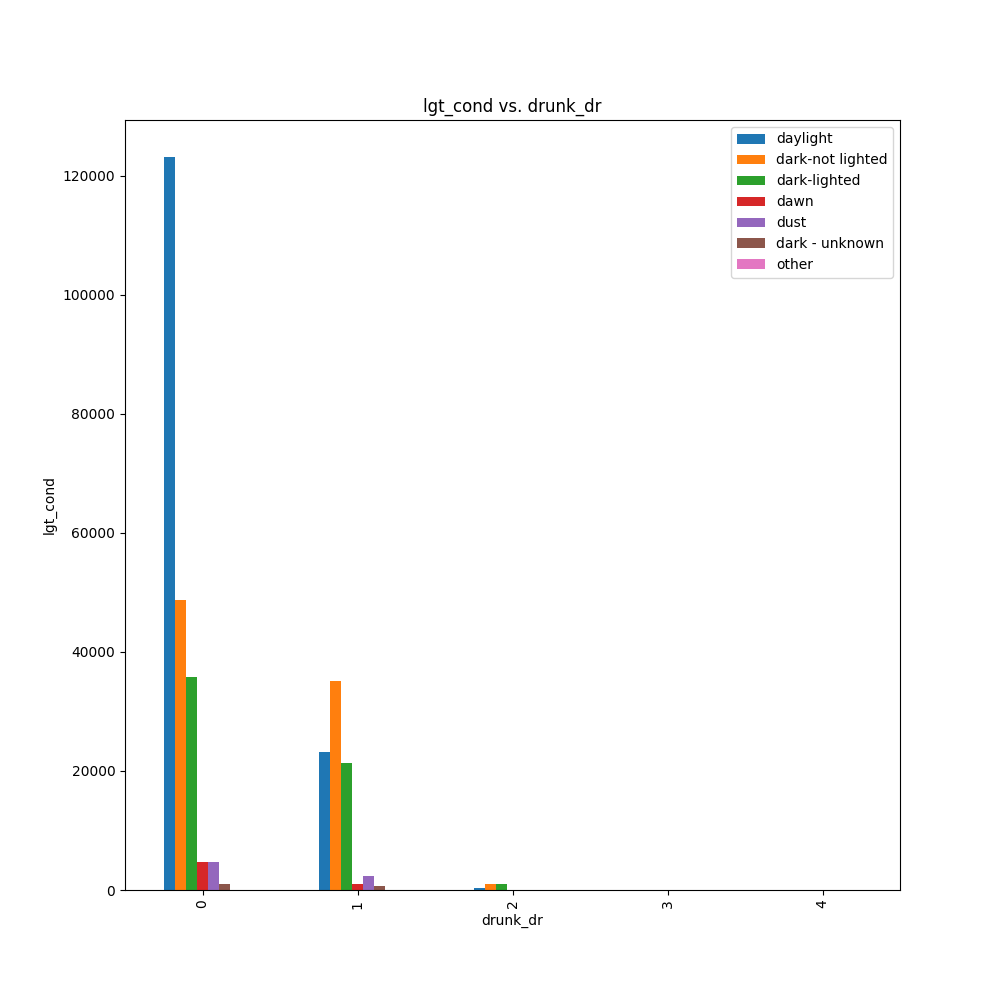 lgt_cond vs. drunk_dr
daylight
dark-not lighted
dark-lighted
dawn
dust
dark - unknown
other
120000
100000
80000
60000
40000
20000
0
lgt_cond
0
1
2
3
4
drunk_dr